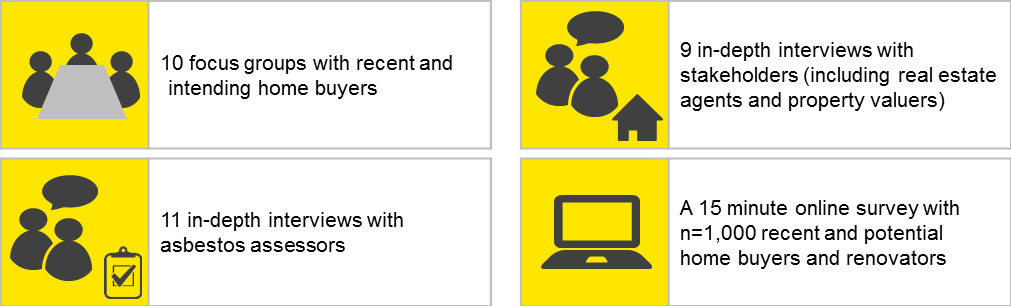 10 focus groups with recent and
intending home buyers
9 in-depth interviews with
stakeholders (including real estate
agents and property valuers)
11 in-depth interviews with
asbestos assessors
A 15 minute online survey with
n=1,000 recent and potential
home buyers and renovators